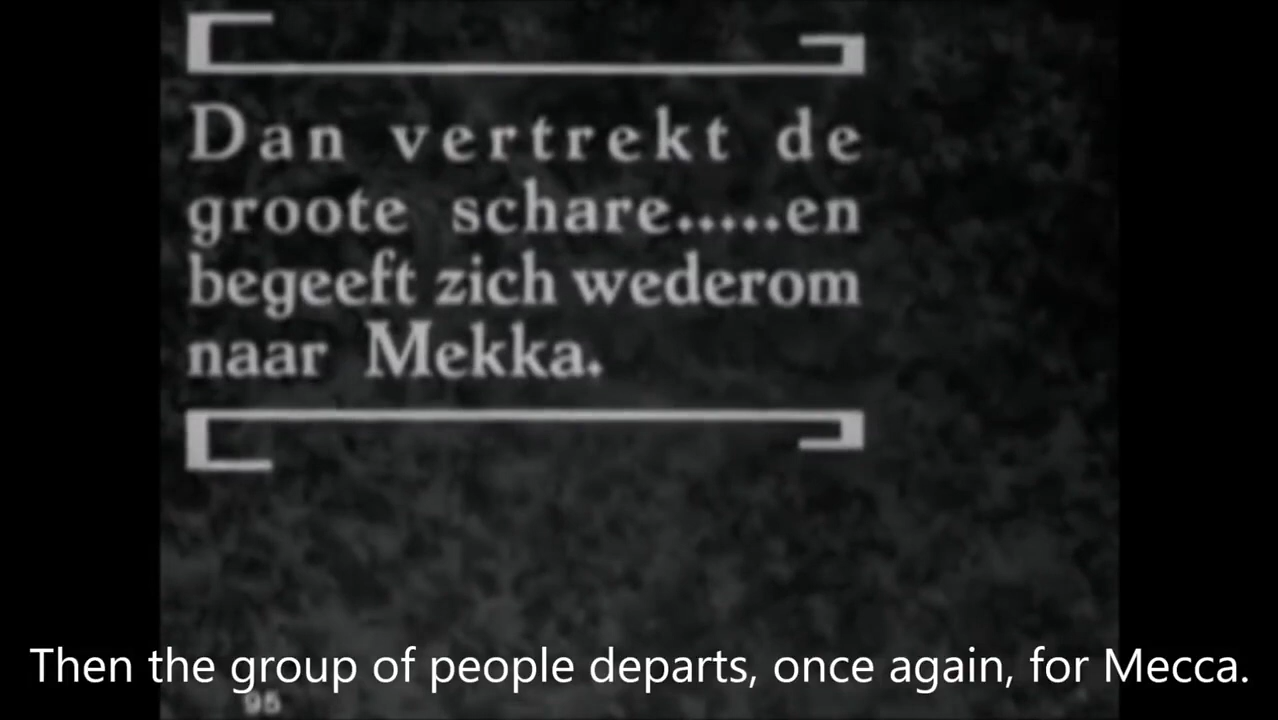 Dan vertrekt de
groote schare.....en
begeeft zich wederom
naar Mekka.
Then the group of people departs, once again, for Mecca.
95